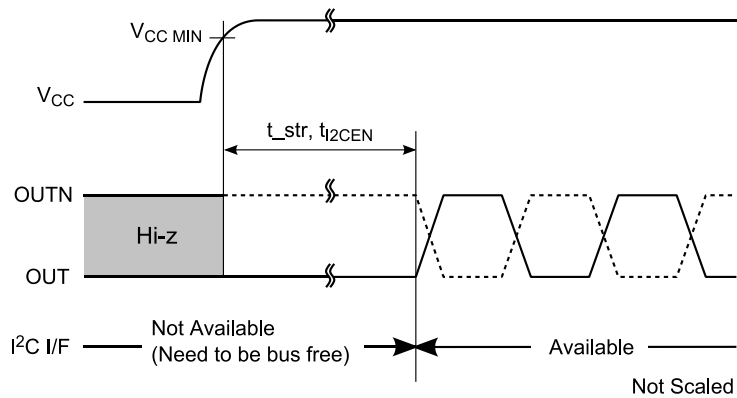 V_CC MIN
V_CC
t_str, t_I2CEN
OUTN
Hi-z
OUT
I²C I/F
Not Available
(Need to be bus free)
Available
Not Scaled